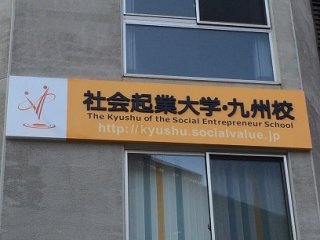 社会起業大学・九州校
The Kyushu of the Social Entrepreneur School
http://kyushu.socialvalue.jp